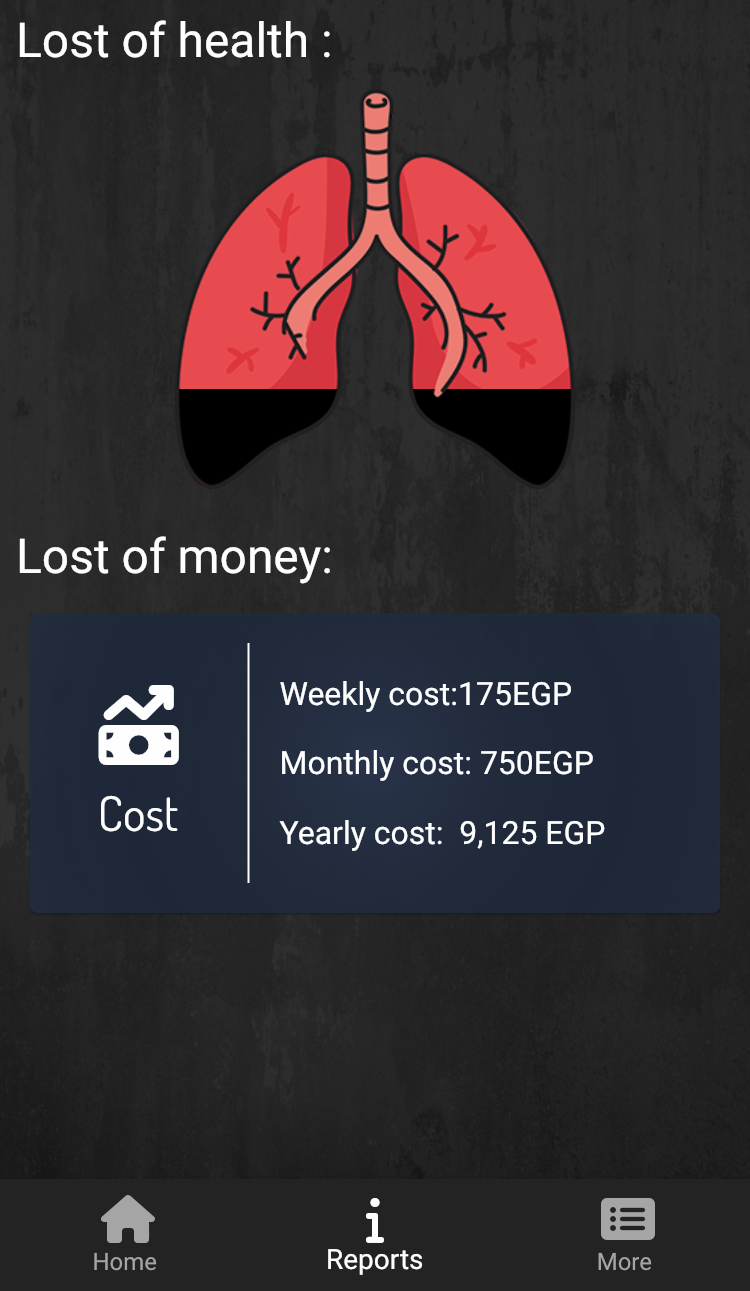 Lost of health :
Lost of money:
Cost
Weekly cost:175EGP
Monthly cost: 750EGP
Yearly cost:  9,125 EGP
Home
Reports
More